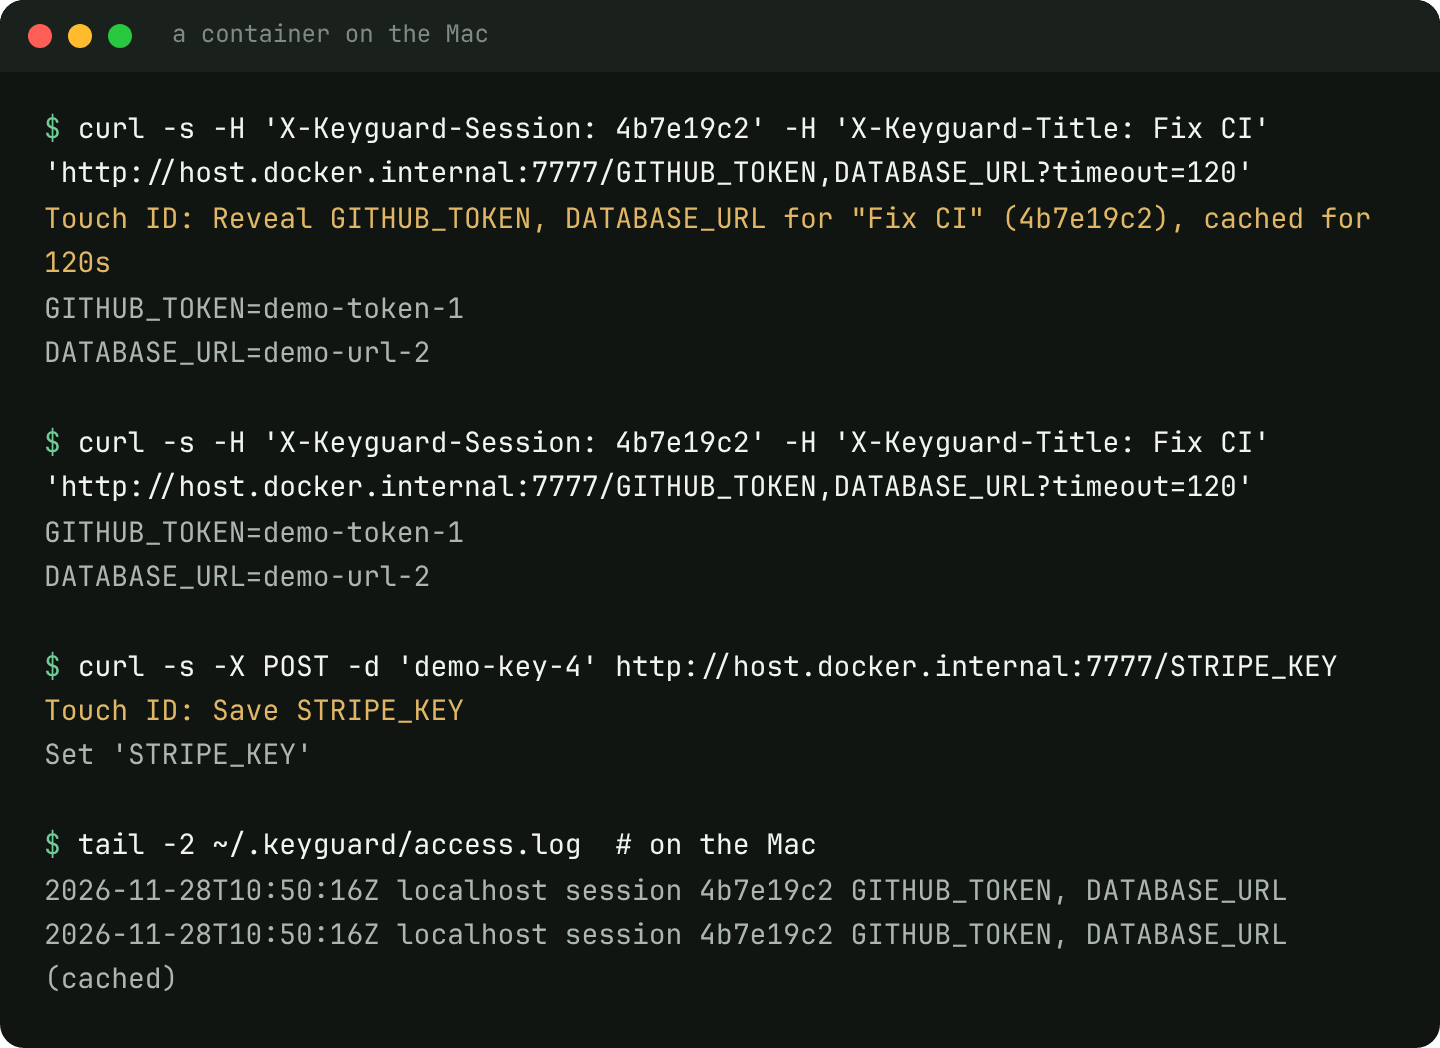 a container on the Mac
$ curl -s -H 'X-Keyguard-Session: 4b7e19c2' -H 'X-Keyguard-Title: Fix CI'
'http://host.docker.internal:7777/GITHUB_TOKEN,DATABASE_URL?timeout=120'
Touch ID: Reveal GITHUB_TOKEN, DATABASE_URL for "Fix CI" (4b7e19c2), cached for
120s
GITHUB_TOKEN=demo-token-1
DATABASE_URL=demo-url-2
$ curl -s -H 'X-Keyguard-Session: 4b7e19c2' -H 'X-Keyguard-Title: Fix CI'
'http://host.docker.internal:7777/GITHUB_TOKEN,DATABASE_URL?timeout=120'
GITHUB_TOKEN=demo-token-1
DATABASE_URL=demo-url-2
$ curl -s -X POST -d 'demo-key-4' http://host.docker.internal:7777/STRIPE_KEY
Touch ID: Save STRIPE_KEY
Set 'STRIPE_KEY'
$ tail -2 ~/.keyguard/access.log  # on the Mac
2026-11-28T10:50:16Z localhost session 4b7e19c2 GITHUB_TOKEN, DATABASE_URL
2026-11-28T10:50:16Z localhost session 4b7e19c2 GITHUB_TOKEN, DATABASE_URL
(cached)